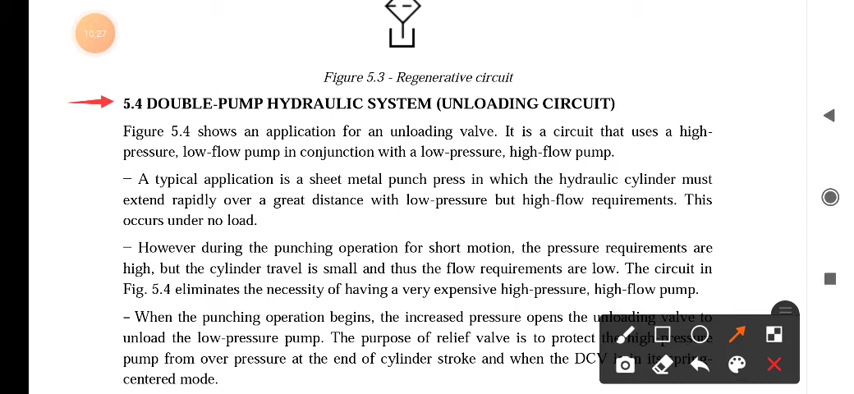 10:27
Figure 5.3 - Regenerative circuit
5.4 DOUBLE-PUMP HYDRAULIC SYSTEM (UNLOADING CIRCUIT)
Figure 5.4 shows an application for an unloading valve. It is a circuit that uses a high-
pressure, low-flow pump in conjunction with a low-pressure, high-flow pump.
– A typical application is a sheet metal punch press in which the hydraulic cylinder must
extend rapidly over a great distance with low-pressure but high-flow requirements. This
occurs under no load.
– However during the punching operation for short motion, the pressure requirements are
high, but the cylinder travel is small and thus the flow requirements are low. The circuit in
Fig. 5.4 eliminates the necessity of having a very expensive high-pressure, high-flow pump.
– When the punching operation begins, the increased pressure opens the unloading valve to
unload the low-pressure pump. The purpose of relief valve is to protect the high-pressure
pump from over pressure at the end of cylinder stroke and when the DCV is in its spring-
centered mode.